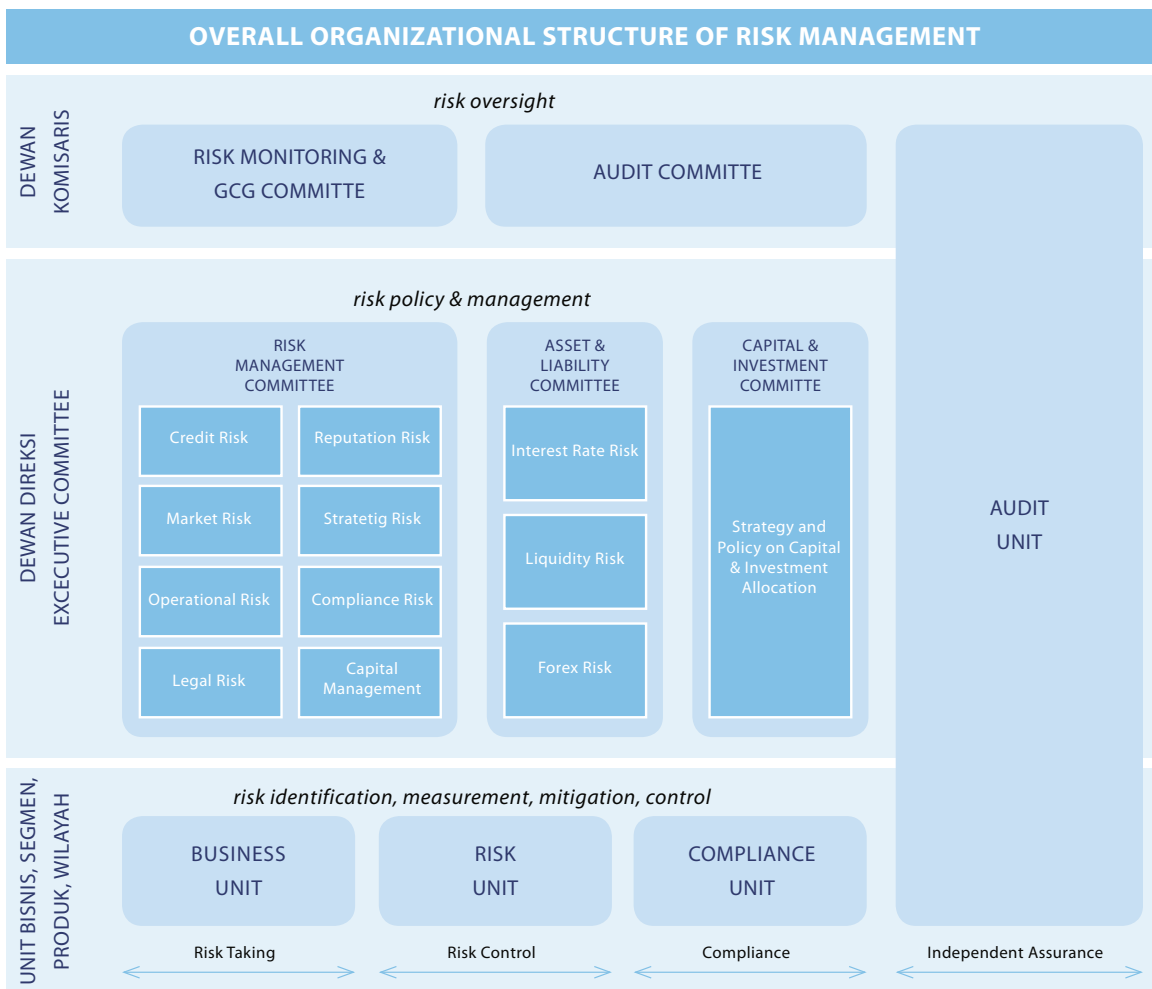 OVERALL ORGANIZATIONAL STRUCTURE OF RISK MANAGEMENT
DEWAN
KOMISARIS
risk oversight
RISK MONITORING &
GCG COMMITTE
AUDIT COMMITTE
DEWAN DIREKSI
EXCECUTIVE COMMITTEE
risk policy & management
RISK
MANAGEMENT
COMMITTEE
Credit Risk
Reputation Risk
Market Risk
Stratetig Risk
Operational Risk
Compliance Risk
Legal Risk
Capital
Management
ASSET &
LIABILITY
COMMITTEE
Interest Rate Risk
Liquidity Risk
Forex Risk
CAPITAL &
INVESTMENT
COMMITTE
Strategy and
Policy on Capital
& Investment
Allocation
AUDIT
UNIT
UNIT BISNIS, SEGMEN,
PRODUK, WILAYAH
risk identification, measurement, mitigation, control
BUSINESS
UNIT
RISK
UNIT
COMPLIANCE
UNIT
Risk Taking
Risk Control
Compliance
Independent Assurance